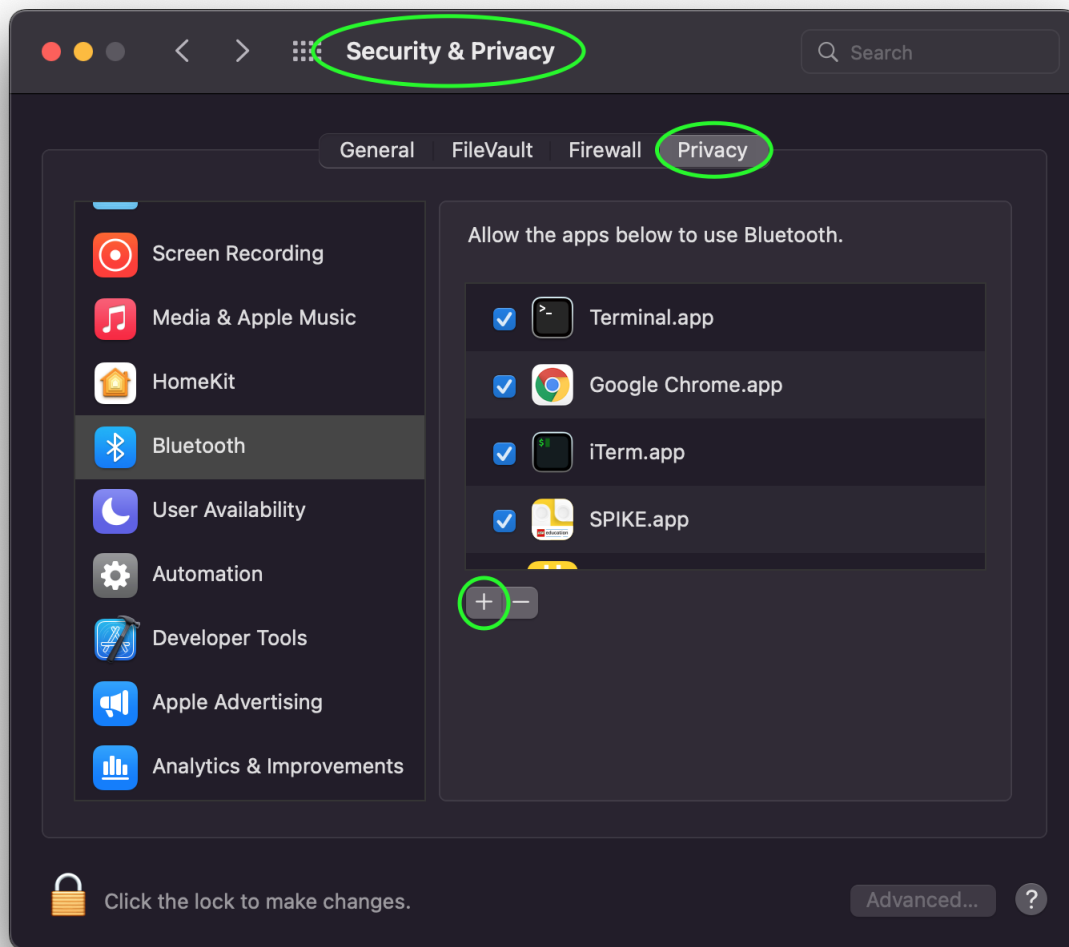 Security & Privacy
Search
General
FileVault
Firewall
Privacy
Screen Recording
Media & Apple Music
HomeKit
Bluetooth
User Availability
Automation
Developer Tools
Apple Advertising
Analytics & Improvements
Allow the apps below to use Bluetooth.
Terminal.app
Google Chrome.app
iTerm.app
SPIKE.app
education
+ −
Click the lock to make changes.
Advanced...
?